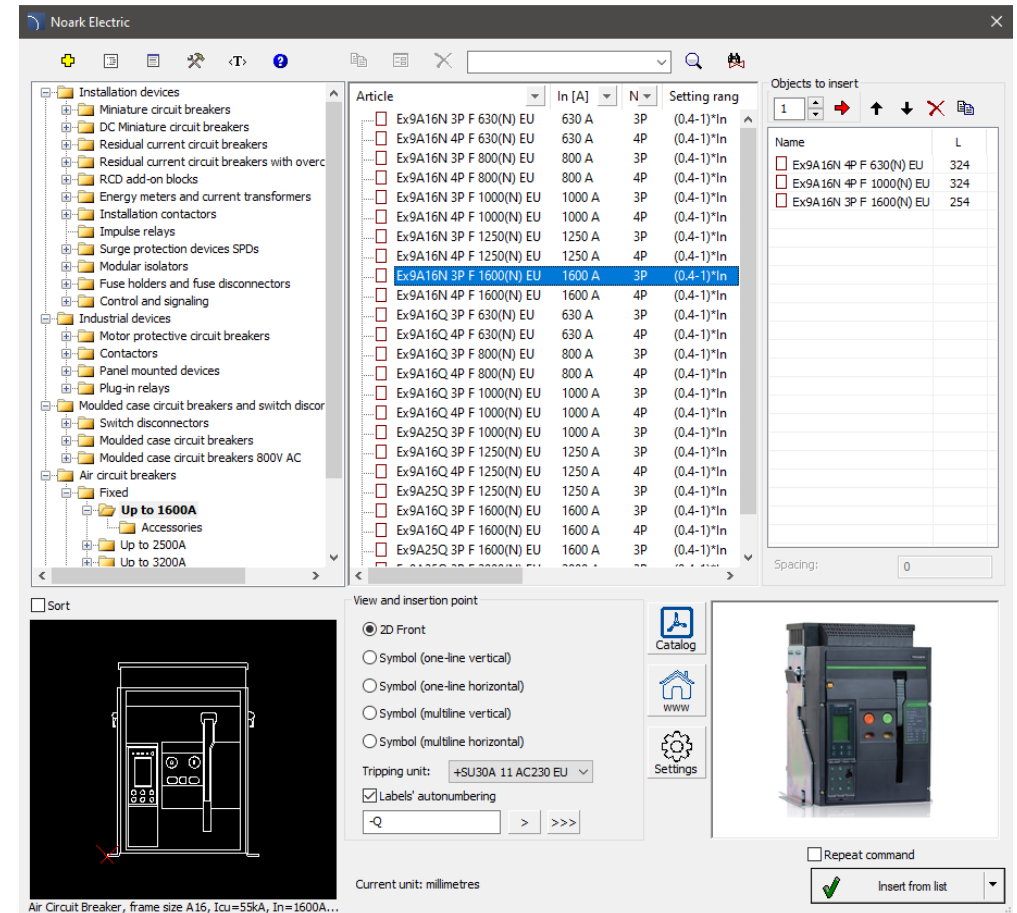 Noark Electric
<T>
Installation devices
Miniature circuit breakers
DC Miniature circuit breakers
Residual current circuit breakers
Residual current circuit breakers with overc
RCD add-on blocks
Energy meters and current transformers
Installation contactors
Impulse relays
Surge protection devices SPDs
Modular isolators
Fuse holders and fuse disconnectors
Control and signaling
Industrial devices
Motor protective circuit breakers
Contactors
Panel mounted devices
Plug-in relays
Moulded case circuit breakers and switch discor
Switch disconnectors
Moulded case circuit breakers
Moulded case circuit breakers 800V AC
Air circuit breakers
Fixed
Up to 1600A
Accessories
Up to 2500A
Up to 3200A
Article In [A] N Setting rang
Ex9A16N 3P F 630(N) EU 630 A 3P (0.4-1)*In
Ex9A16N 4P F 630(N) EU 630 A 4P (0.4-1)*In
Ex9A16N 3P F 800(N) EU 800 A 3P (0.4-1)*In
Ex9A16N 4P F 800(N) EU 800 A 4P (0.4-1)*In
Ex9A16N 3P F 1000(N) EU 1000 A 3P (0.4-1)*In
Ex9A16N 4P F 1000(N) EU 1000 A 4P (0.4-1)*In
Ex9A16N 3P F 1250(N) EU 1250 A 3P (0.4-1)*In
Ex9A16N 4P F 1250(N) EU 1250 A 4P (0.4-1)*In
Ex9A16N 3P F 1600(N) EU 1600 A 3P (0.4-1)*In
Ex9A16N 4P F 1600(N) EU 1600 A 4P (0.4-1)*In
Ex9A16Q 3P F 630(N) EU 630 A 3P (0.4-1)*In
Ex9A16Q 4P F 630(N) EU 630 A 4P (0.4-1)*In
Ex9A16Q 3P F 800(N) EU 800 A 3P (0.4-1)*In
Ex9A16Q 4P F 800(N) EU 800 A 4P (0.4-1)*In
Ex9A16Q 3P F 1000(N) EU 1000 A 3P (0.4-1)*In
Ex9A16Q 4P F 1000(N) EU 1000 A 4P (0.4-1)*In
Ex9A25Q 3P F 1000(N) EU 1000 A 3P (0.4-1)*In
Ex9A16Q 3P F 1250(N) EU 1250 A 3P (0.4-1)*In
Ex9A16Q 4P F 1250(N) EU 1250 A 4P (0.4-1)*In
Ex9A25Q 3P F 1250(N) EU 1250 A 3P (0.4-1)*In
Ex9A16Q 3P F 1600(N) EU 1600 A 3P (0.4-1)*In
Ex9A16Q 4P F 1600(N) EU 1600 A 4P (0.4-1)*In
Ex9A25Q 3P F 1600(N) EU 1600 A 3P (0.4-1)*In
Objects to insert
1
Name L
Ex9A16N 4P F 630(N) EU 324
Ex9A16N 4P F 1000(N) EU 324
Ex9A16N 3P F 1600(N) EU 254
Spacing: 0
Sort
Air Circuit Breaker, frame size A16, Icu=55kA, In=1600A...
View and insertion point
2D Front
Symbol (one-line vertical)
Symbol (one-line horizontal)
Symbol (multiline vertical)
Symbol (multiline horizontal)
Tripping unit: +SU30A 11 AC230 EU
Labels' autonumbering
-Q > >>>
Current unit: millimetres
Catalog
www
Settings
Repeat command
Insert from list